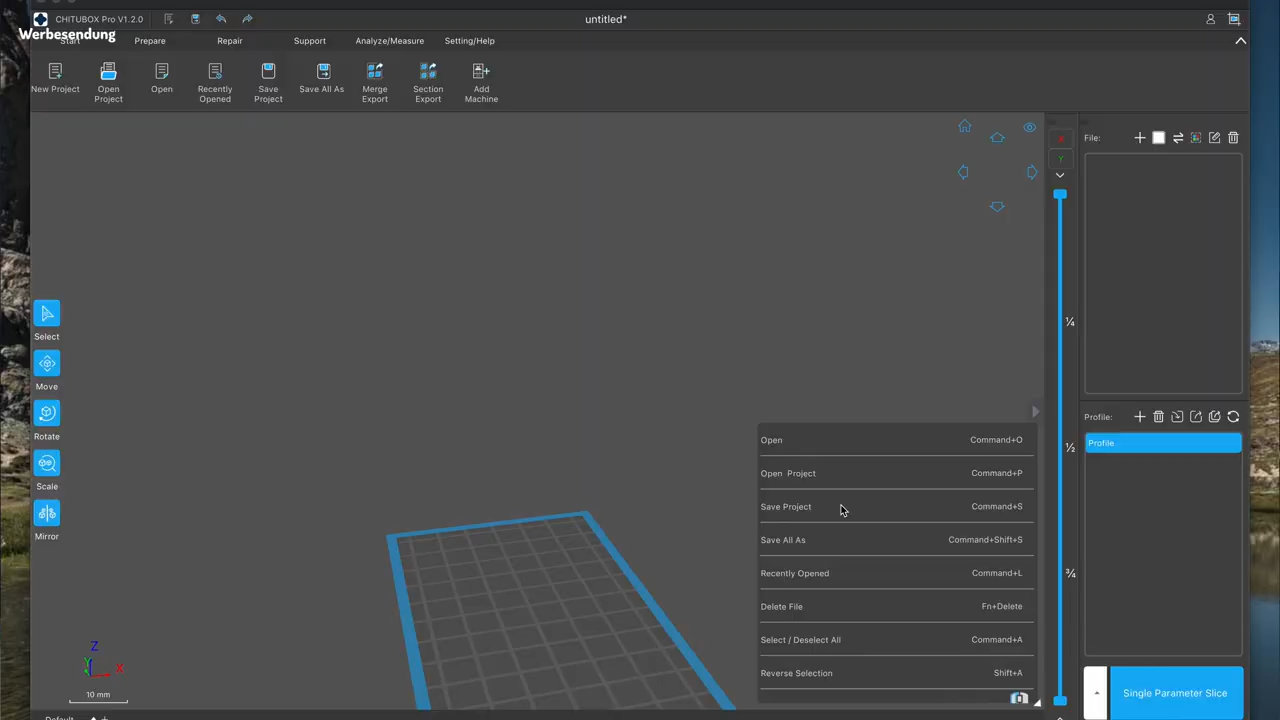 CHITUBOX Pro V1.2.0
untitled*
Werbesendung
Start
Prepare
Repair
Support
Analyze/Measure
Setting/Help
New Project
Open
Project
Open
Recently
Opened
Save
Project
Save All As
Merge
Export
Section
Export
Add
Machine
File:
X
Y
Select
Move
Rotate
Scale
Mirror
¼
½
¾
Profile:
Profile
Open Command+O
Open Project Command+P
Save Project Command+S
Save All As Command+Shift+S
Recently Opened Command+L
Delete File Fn+Delete
Select / Deselect All Command+A
Reverse Selection Shift+A
Z
Y
X
10 mm
Default
Single Parameter Slice